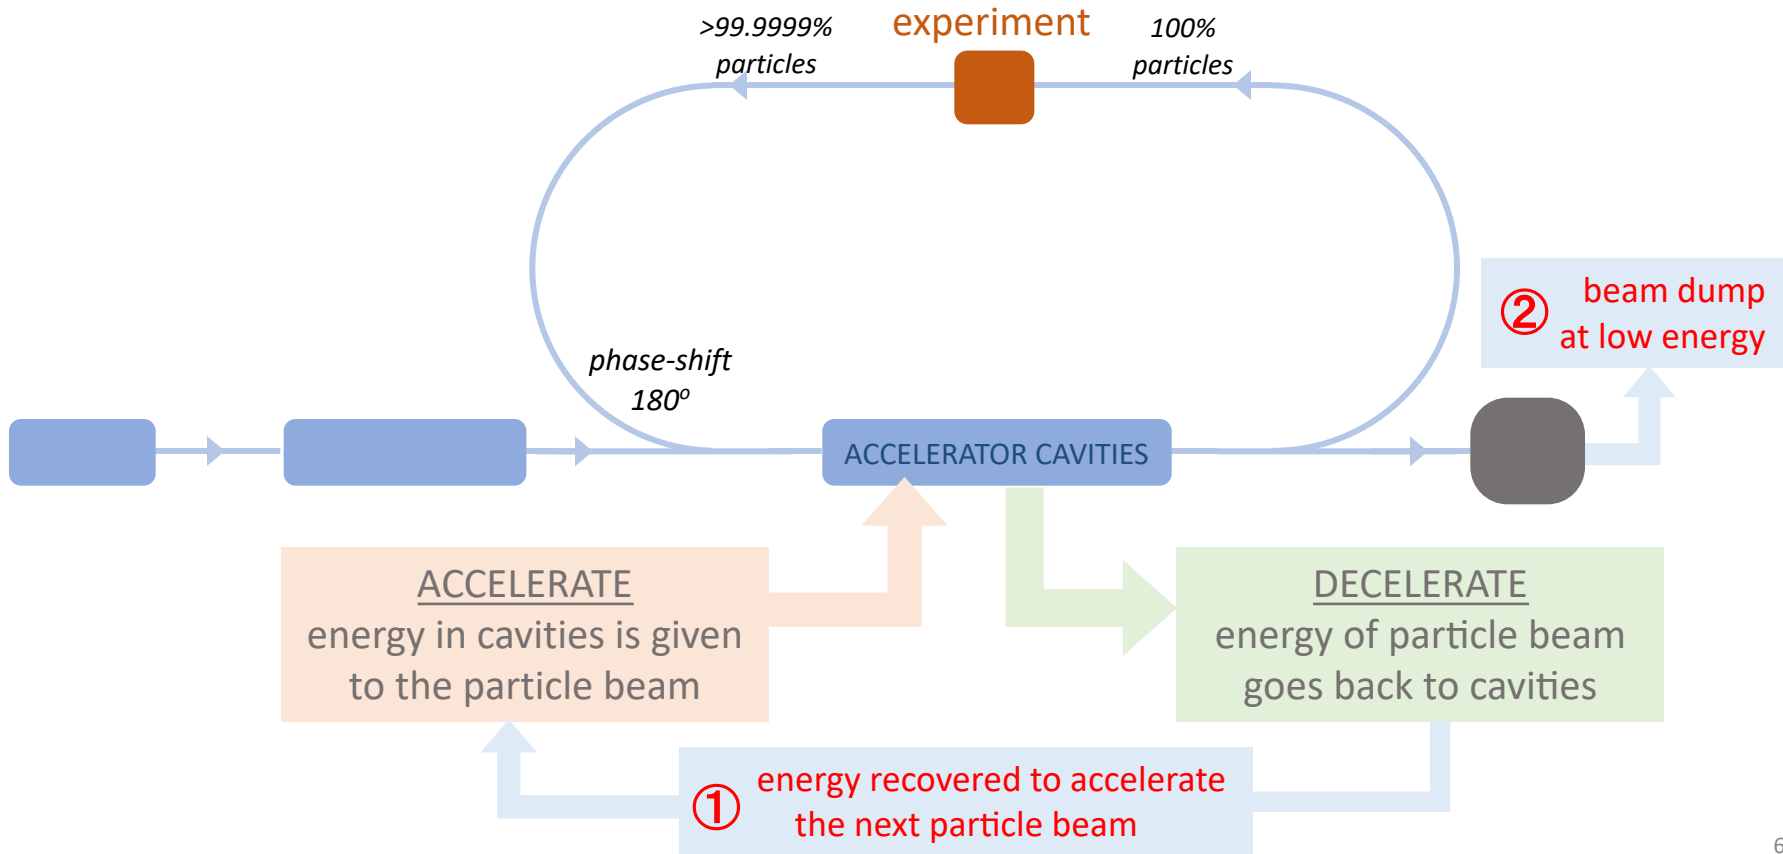 >99.9999%
particles
experiment
100%
particles
② beam dump
at low energy
phase-shift
180º
ACCELERATOR CAVITIES
ACCELERATE
energy in cavities is given
to the particle beam
DECELERATE
energy of particle beam
goes back to cavities
① energy recovered to accelerate
the next particle beam
6